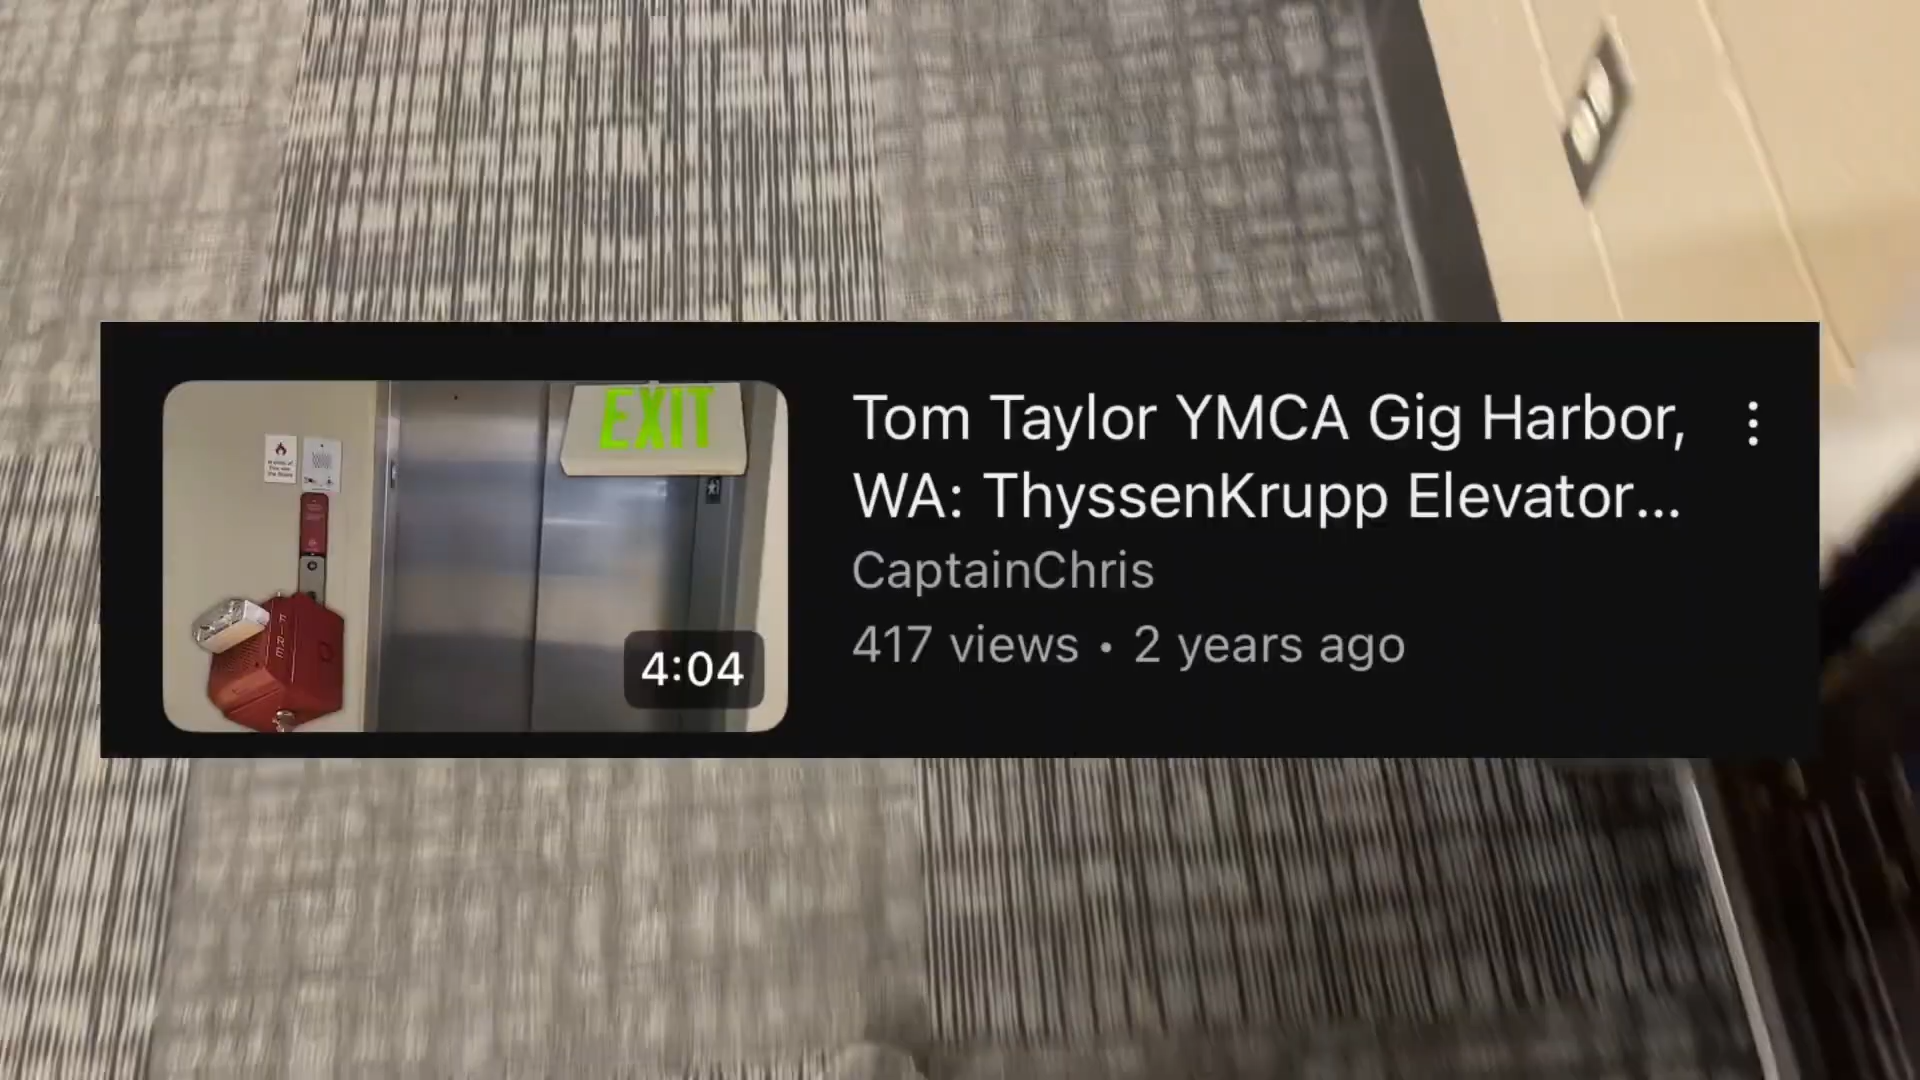 EXIT
FIRE
4:04
Tom Taylor YMCA Gig Harbor,
WA: ThyssenKrupp Elevator...
CaptainChris
417 views • 2 years ago